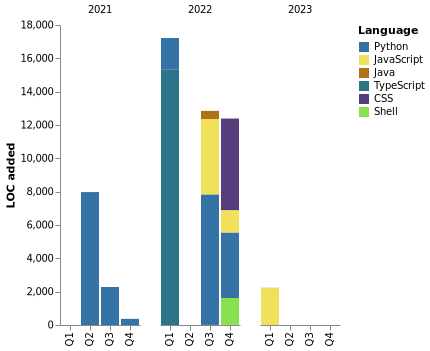 2021 2022 2023
Language
Python
JavaScript
Java
TypeScript
CSS
Shell
LOC added
18,000
16,000
14,000
12,000
10,000
8,000
6,000
4,000
2,000
0
Q1 Q2 Q3 Q4 Q1 Q2 Q3 Q4 Q1 Q2 Q3 Q4